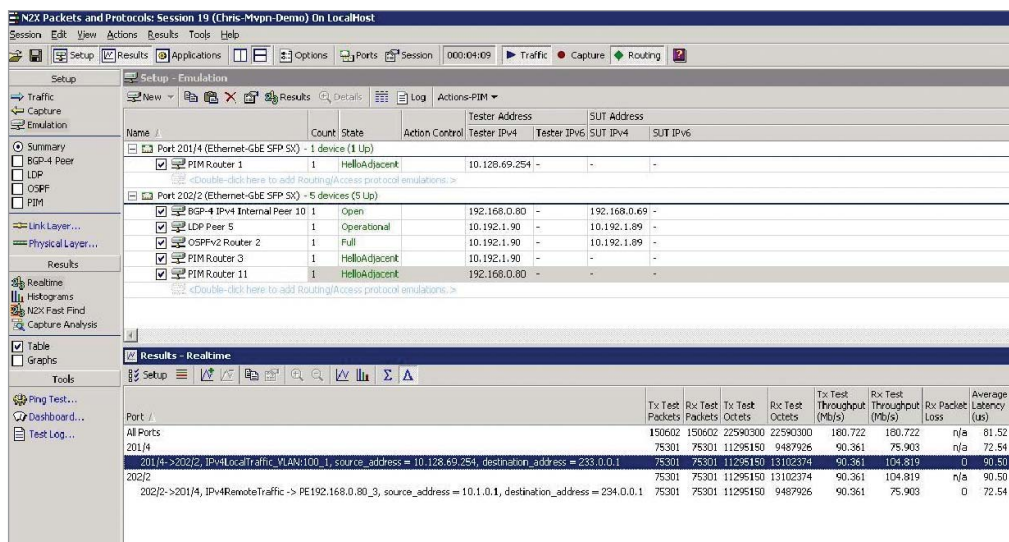 N2X Packets and Protocols: Session 19 (Chris-Mvpn-Demo) On LocalHost
Session Edit View Actions Results Tools Help
Setup Results Applications Options Ports Session 000:04:09 Traffic Capture Routing
Setup
Traffic
Capture
Emulation
Summary
BGP-4 Peer
LDP
OSPF
PIM
Link Layer...
Physical Layer...
Results
Realtime
Histograms
N2X Fast Find
Capture Analysis
Table
Graphs
Tools
Ping Test...
Dashboard...
Test Log...
Setup - Emulation
New Results Details Log Actions-PIM
Tester Address SUT Address
Name Count State Action Control Tester IPv4 Tester IPv6 SUT IPv4 SUT IPv6
Port 201/4 (Ethernet-GbE SFP SX) - 1 device (1 Up)
PIM Router 1 1 HelloAdjacent 10.128.69.254 - - -
<Double-click here to add Routing/Access protocol emulations.>
Port 202/2 (Ethernet-GbE SFP SX) - 5 devices (5 Up)
BGP-4 IPv4 Internal Peer 10 1 Open 192.168.0.80 - 192.168.0.69 -
LDP Peer 5 1 Operational 10.192.1.90 - 10.192.1.89 -
OSPFv2 Router 2 1 Full 10.192.1.90 - 10.192.1.89 -
PIM Router 3 1 HelloAdjacent 10.192.1.90 - - -
PIM Router 11 1 HelloAdjacent 192.168.0.80 - - -
<Double-click here to add Routing/Access protocol emulations.>
Results - Realtime
Setup Σ A
Port Tx Test Packets Rx Test Packets Tx Test Octets Rx Test Octets Tx Test Throughput (Mb/s) Rx Test Throughput (Mb/s) Rx Packet Loss Average Latency (us)
All Ports 150602 150602 22590300 22590300 180.722 180.722 n/a 81.52
201/4 75301 75301 11295150 9487926 90.361 75.903 n/a 72.54
201/4->202/2, IPv4LocalTraffic_VLAN:100_1, source_address = 10.128.69.254, destination_address = 233.0.0.1 75301 75301 11295150 13102374 90.361 104.819 0 90.50
202/2 75301 75301 11295150 13102374 90.361 104.819 n/a 90.50
202/2->201/4, IPv4RemoteTraffic -> PE192.168.0.80_3, source_address = 10.1.0.1, destination_address = 234.0.0.1 75301 75301 11295150 9487926 90.361 75.903 0 72.54